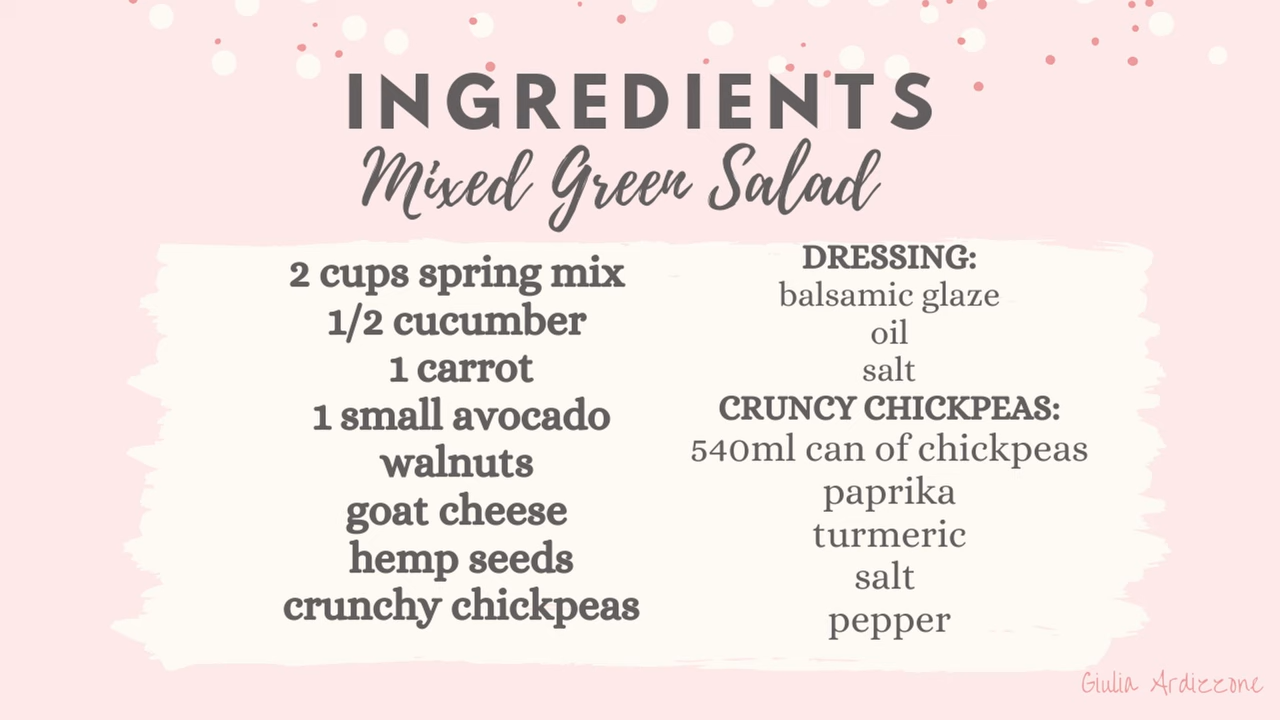 INGREDIENTS
Mixed Green Salad
2 cups spring mix
1/2 cucumber
1 carrot
1 small avocado
walnuts
goat cheese
hemp seeds
crunchy chickpeas
DRESSING:
balsamic glaze
oil
salt
CRUNCY CHICKPEAS:
540ml can of chickpeas
paprika
turmeric
salt
pepper
Giulia Ardizzone